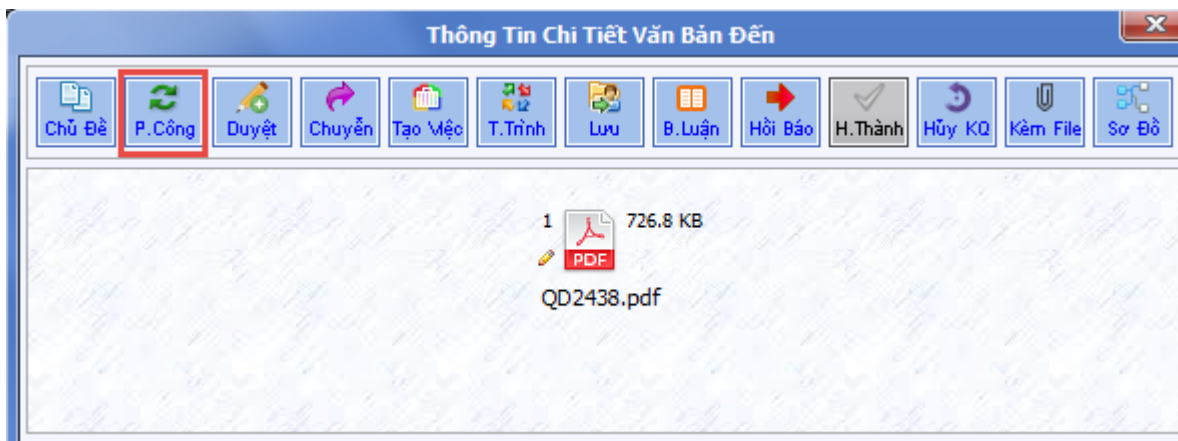 Thông Tin Chi Tiết Văn Bản Đến
Chủ Đề P.Công Duyệt Chuyển Tạo Việc T.Trình Lưu B.Luận Hồi Báo H.Thành Hủy KQ Kèm File Sơ Đồ
1 726.8 KB
PDF
QD2438.pdf